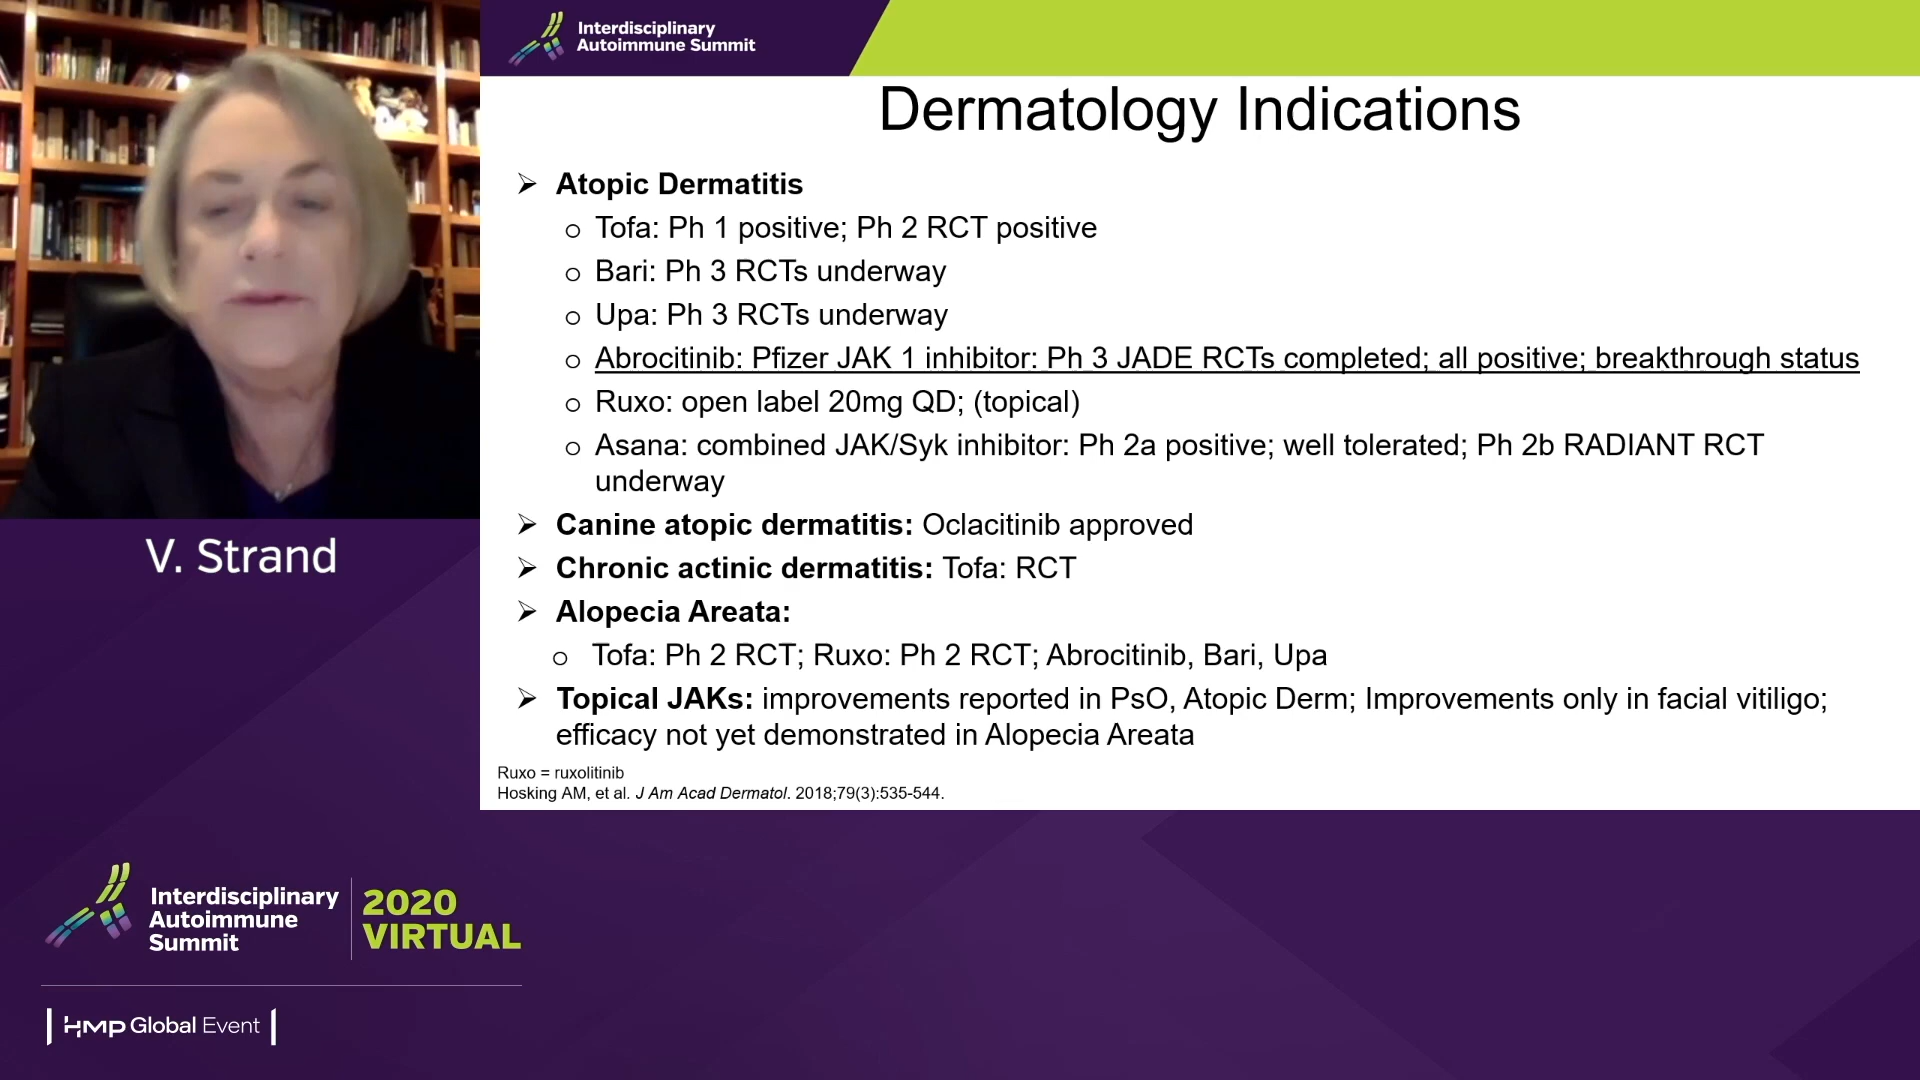 Interdisciplinary
Autoimmune Summit
Dermatology Indications
➢ Atopic Dermatitis
o Tofa: Ph 1 positive; Ph 2 RCT positive
o Bari: Ph 3 RCTs underway
o Upa: Ph 3 RCTs underway
o Abrocitinib: Pfizer JAK 1 inhibitor: Ph 3 JADE RCTs completed; all positive; breakthrough status
o Ruxo: open label 20mg QD; (topical)
o Asana: combined JAK/Syk inhibitor: Ph 2a positive; well tolerated; Ph 2b RADIANT RCT
underway
➢ Canine atopic dermatitis: Oclacitinib approved
➢ Chronic actinic dermatitis: Tofa: RCT
➢ Alopecia Areata:
o Tofa: Ph 2 RCT; Ruxo: Ph 2 RCT; Abrocitinib, Bari, Upa
➢ Topical JAKs: improvements reported in PsO, Atopic Derm; Improvements only in facial vitiligo;
efficacy not yet demonstrated in Alopecia Areata
Ruxo = ruxolitinib
Hosking AM, et al. J Am Acad Dermatol. 2018;79(3):535-544.
V. Strand
Interdisciplinary
Autoimmune
Summit
2020
VIRTUAL
HMP Global Event